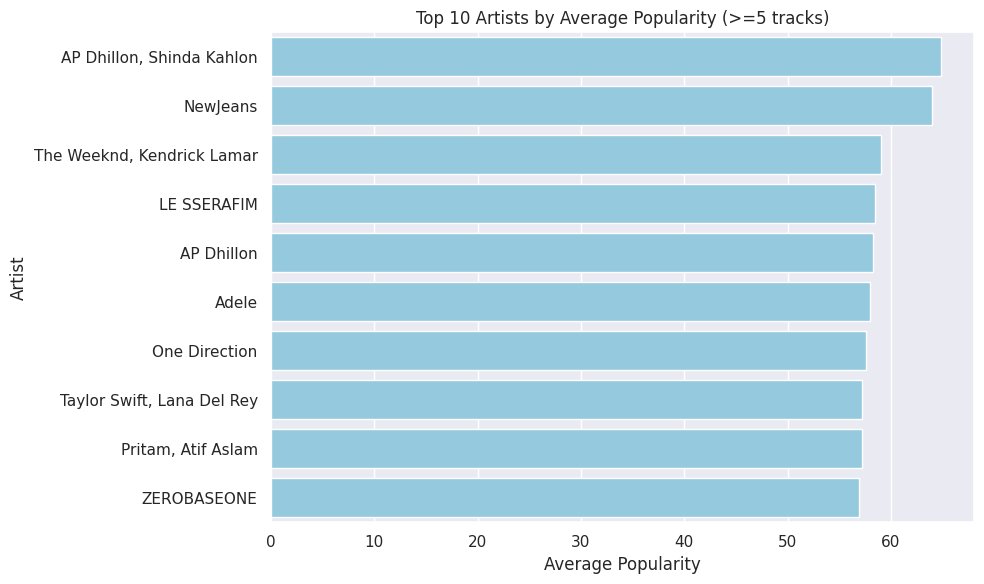 Top 10 Artists by Average Popularity (>=5 tracks)
AP Dhillon, Shinda Kahlon
NewJeans
The Weeknd, Kendrick Lamar
LE SSERAFIM
AP Dhillon
Adele
One Direction
Taylor Swift, Lana Del Rey
Pritam, Atif Aslam
ZEROBASEONE
Artist
0 10 20 30 40 50 60
Average Popularity